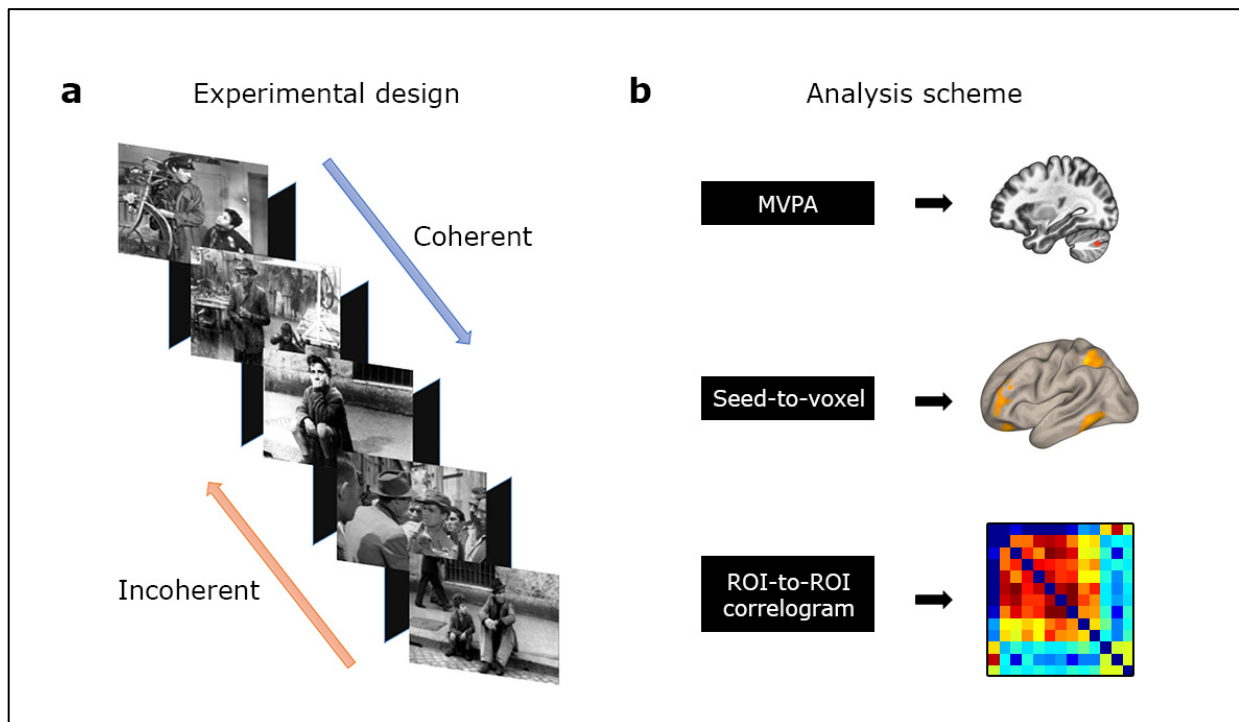 a
Experimental design
Coherent
Incoherent
b
Analysis scheme
MVPA
Seed-to-voxel
ROI-to-ROI
correlogram